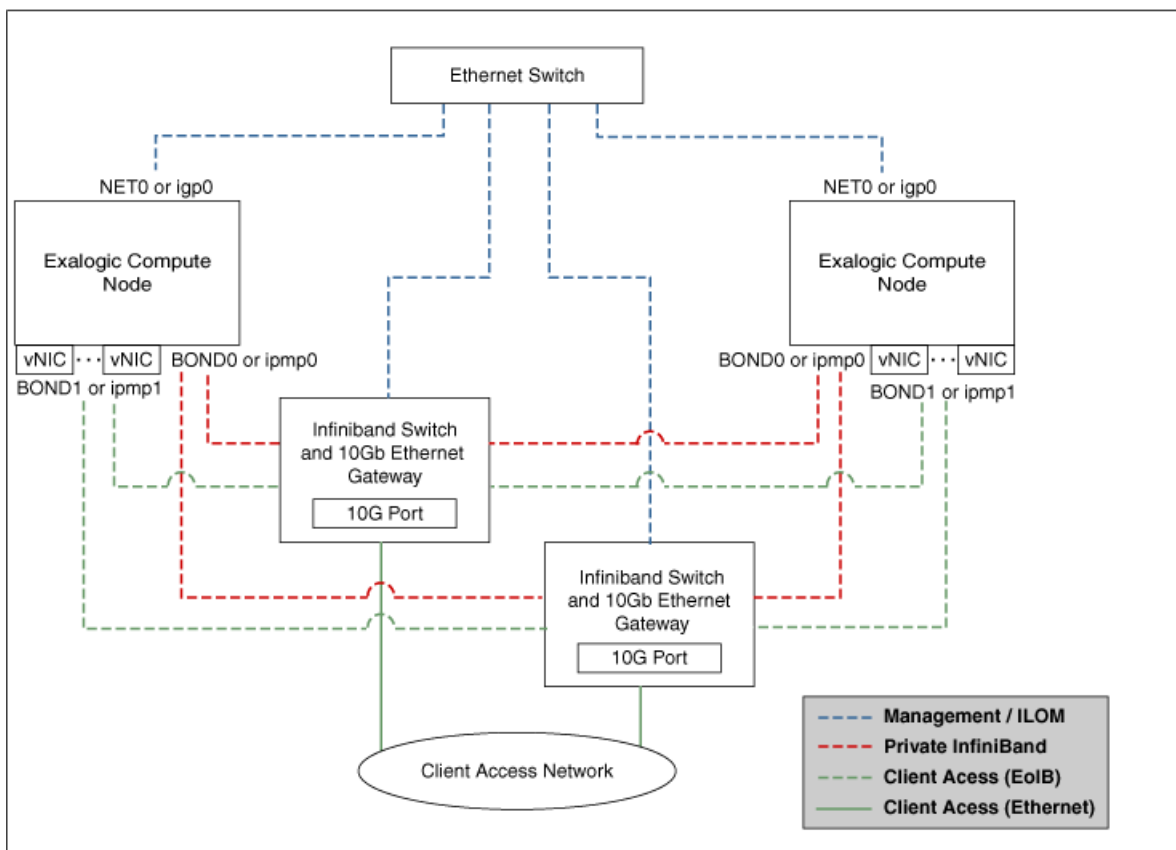 Ethernet Switch
NET0 or igp0
NET0 or igp0
Exalogic Compute
Node
Exalogic Compute
Node
vNIC ··· vNIC
BOND0 or ipmp0
BOND1 or ipmp1
BOND0 or ipmp0
vNIC ··· vNIC
BOND1 or ipmp1
Infiniband Switch
and 10Gb Ethernet
Gateway
10G Port
Infiniband Switch
and 10Gb Ethernet
Gateway
10G Port
Client Access Network
Management / ILOM
Private InfiniBand
Client Acess (EoIB)
Client Acess (Ethernet)